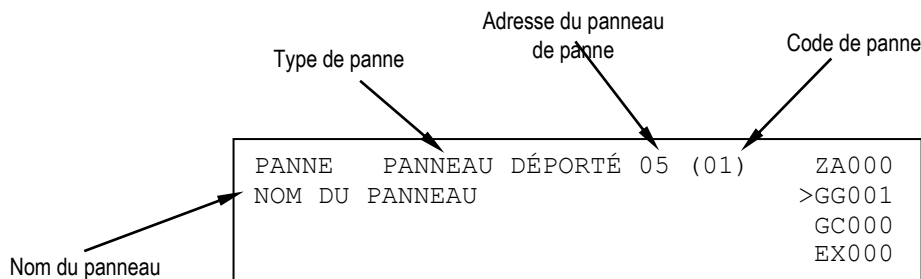 Adresse du panneau
de panne
Code de panne
Type de panne
PANNE PANNEAU DÉPORTÉ 05 (01) ZA000
NOM DU PANNEAU >GG001
GC000
EX000
Nom du panneau